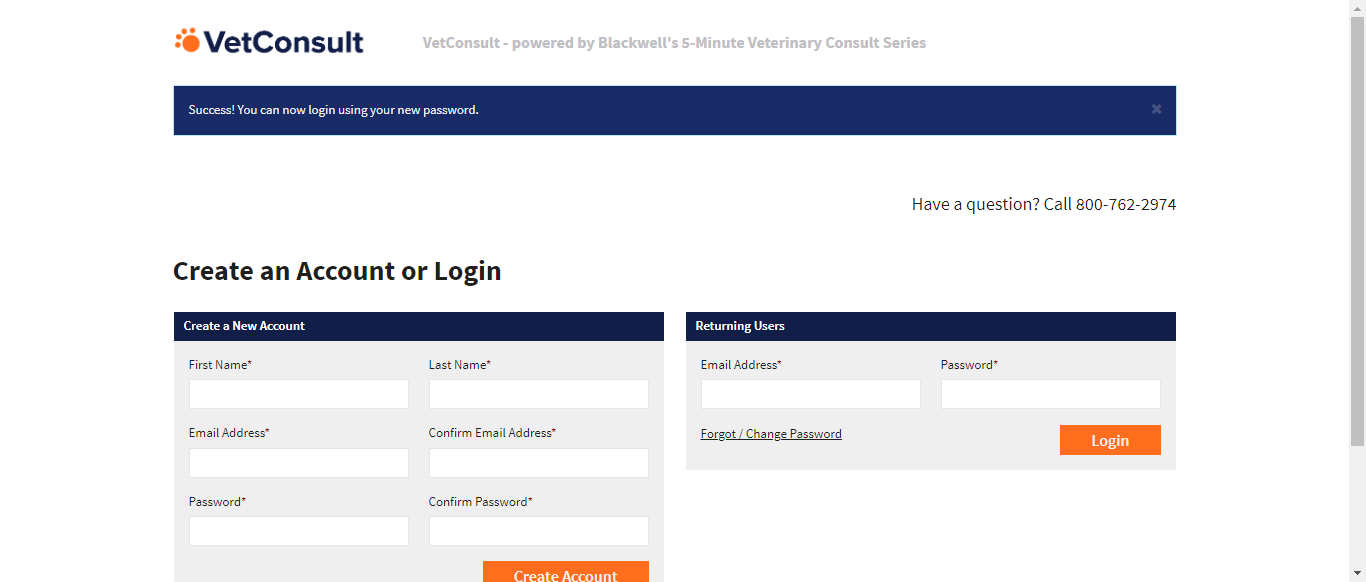 VetConsult
VetConsult - powered by Blackwell's 5-Minute Veterinary Consult Series
Success! You can now login using your new password.
Have a question? Call 800-762-2974
Create an Account or Login
Create a New Account
First Name*
Last Name*
Email Address*
Confirm Email Address*
Password*
Confirm Password*
Create Account
Returning Users
Email Address*
Password*
Forgot / Change Password
Login